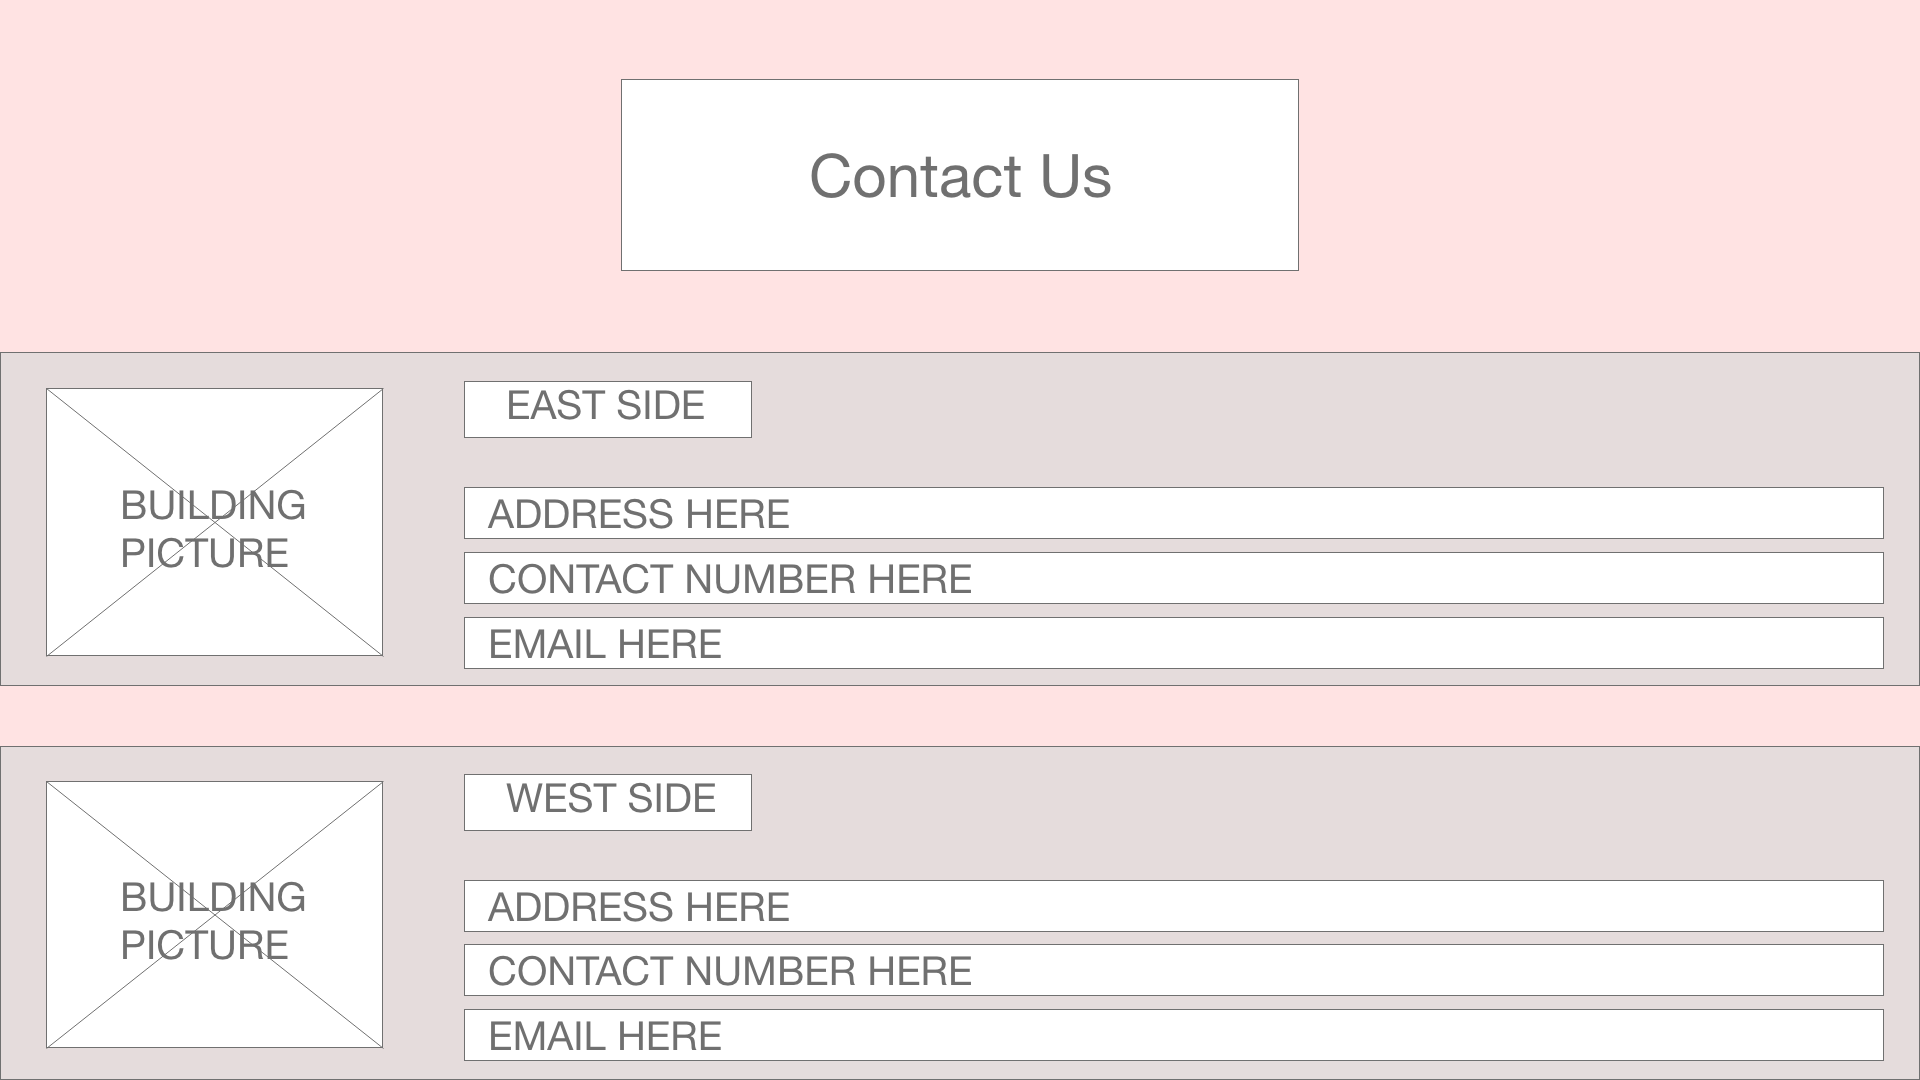 Contact Us
EAST SIDE
BUILDING
PICTURE
ADDRESS HERE
CONTACT NUMBER HERE
EMAIL HERE
WEST SIDE
BUILDING
PICTURE
ADDRESS HERE
CONTACT NUMBER HERE
EMAIL HERE